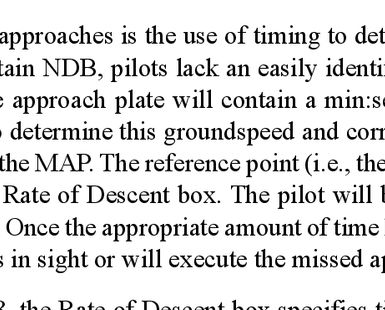 approaches is the use of timing to det
tain NDB, pilots lack an easily identi
approach plate will contain a min:se
determine this groundspeed and corr
the MAP. The reference point (i.e., the
Rate of Descent box. The pilot will b
Once the appropriate amount of time
s in sight or will execute the missed ap
the Rate of Descent box specifies ti